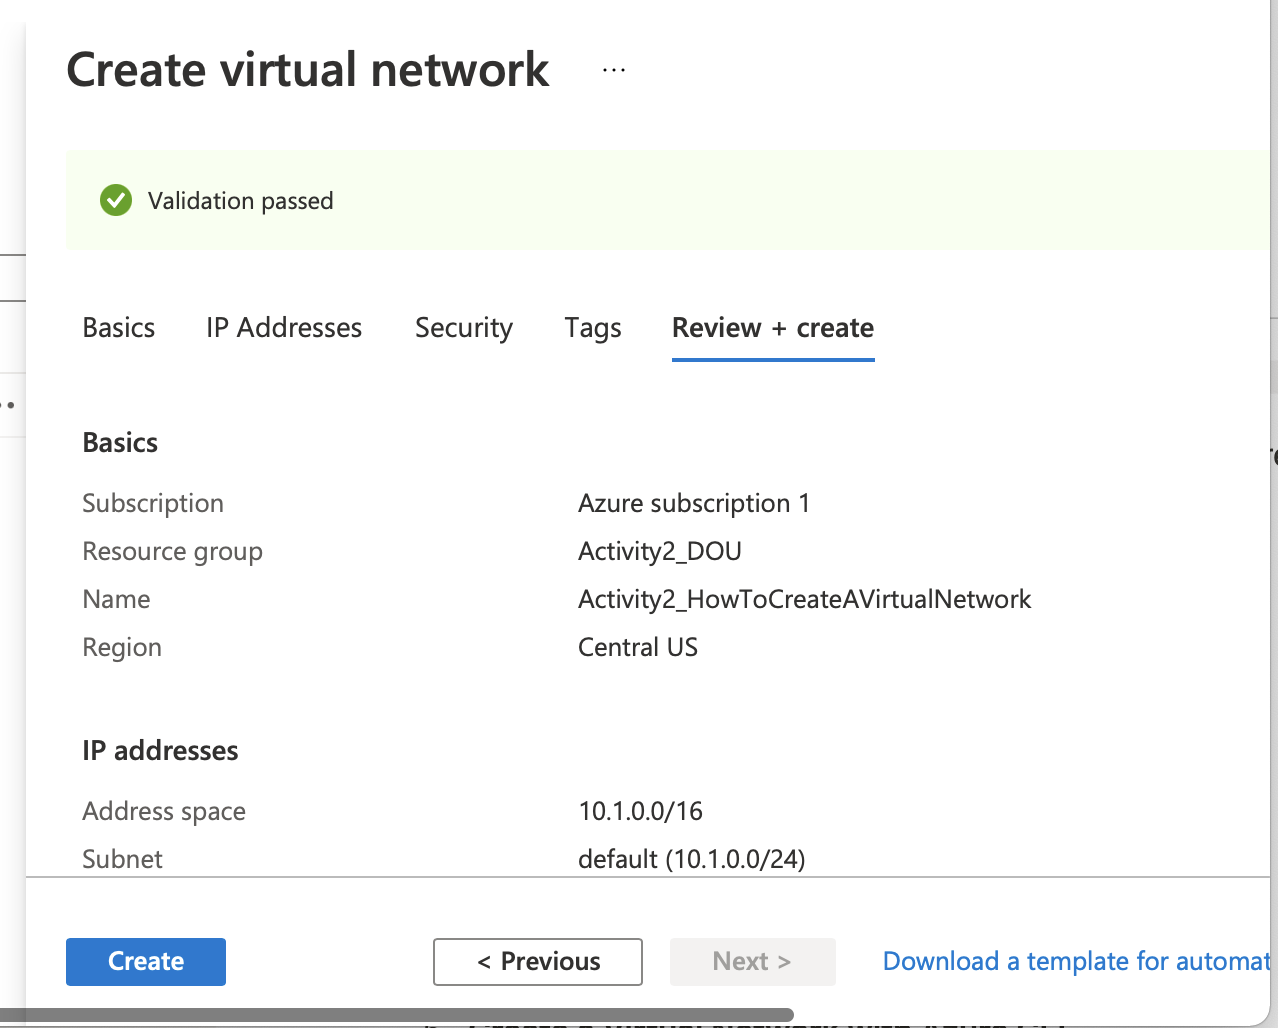 Create virtual network ...
Validation passed
Basics IP Addresses Security Tags Review + create
Basics
Subscription Azure subscription 1
Resource group Activity2_DOU
Name Activity2_HowToCreateAVirtualNetwork
Region Central US
IP addresses
Address space 10.1.0.0/16
Subnet default (10.1.0.0/24)
Create < Previous Next > Download a template for automat